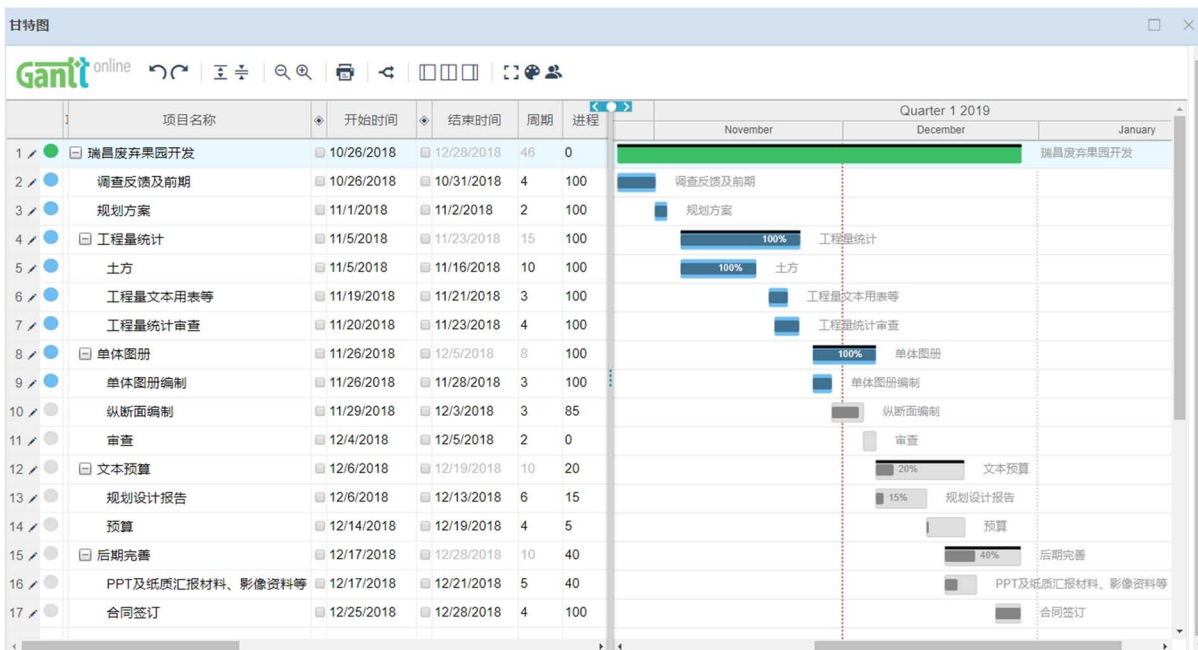 甘特图
Gantt online
项目名称 开始时间 结束时间 周期 进程
Quarter 1 2019
November December January
1 瑞昌废弃果园开发 10/26/2018 12/28/2018 46 0 瑞昌废弃果园开发
2 调查反馈及前期 10/26/2018 10/31/2018 4 100 调查反馈及前期
3 规划方案 11/1/2018 11/2/2018 2 100 规划方案
4 工程量统计 11/5/2018 11/23/2018 15 100 100% 工程量统计
5 土方 11/5/2018 11/16/2018 10 100 100% 土方
6 工程量文本用表等 11/19/2018 11/21/2018 3 100 工程量文本用表等
7 工程量统计审查 11/20/2018 11/23/2018 4 100 工程量统计审查
8 单体图册 11/26/2018 12/5/2018 8 100 100% 单体图册
9 单体图册编制 11/26/2018 11/28/2018 3 100 单体图册编制
10 纵断面编制 11/29/2018 12/3/2018 3 85 纵断面编制
11 审查 12/4/2018 12/5/2018 2 0 审查
12 文本预算 12/6/2018 12/19/2018 10 20 20% 文本预算
13 规划设计报告 12/6/2018 12/13/2018 6 15 15% 规划设计报告
14 预算 12/14/2018 12/19/2018 4 5 预算
15 后期完善 12/17/2018 12/28/2018 10 40 40% 后期完善
16 PPT及纸质汇报材料、影像资料等 12/17/2018 12/21/2018 5 40 PPT及纸质汇报材料、影像资料等
17 合同签订 12/25/2018 12/28/2018 4 100 合同签订